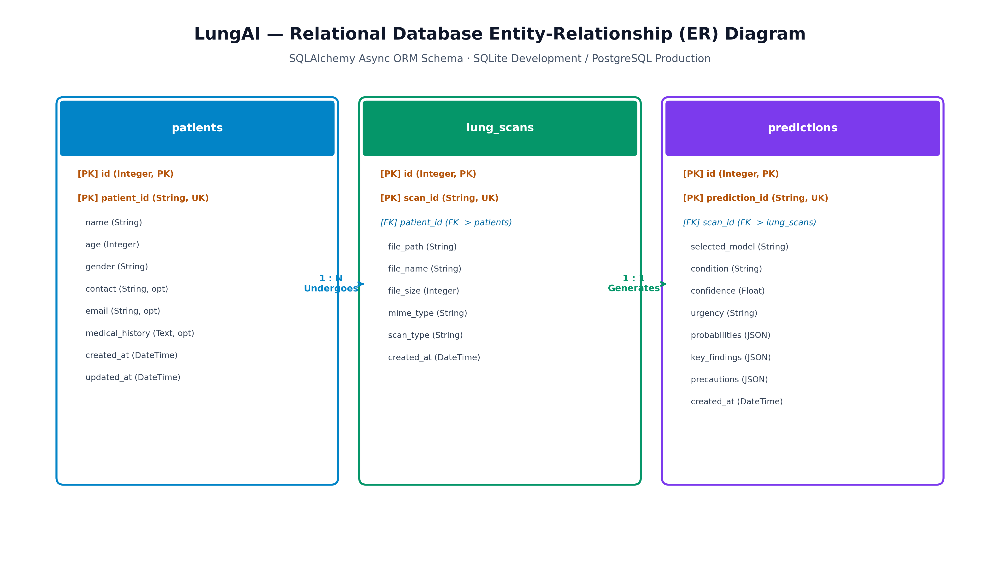 LungAI — Relational Database Entity-Relationship (ER) Diagram
SQLAlchemy Async ORM Schema · SQLite Development / PostgreSQL Production
patients
[PK] id (Integer, PK)
[PK] patient_id (String, UK)
name (String)
age (Integer)
gender (String)
contact (String, opt)
email (String, opt)
medical_history (Text, opt)
created_at (DateTime)
updated_at (DateTime)
1 : N
Undergoes
lung_scans
[PK] id (Integer, PK)
[PK] scan_id (String, UK)
[FK] patient_id (FK -> patients)
file_path (String)
file_name (String)
file_size (Integer)
mime_type (String)
scan_type (String)
created_at (DateTime)
1 : 1
Generates
predictions
[PK] id (Integer, PK)
[PK] prediction_id (String, UK)
[FK] scan_id (FK -> lung_scans)
selected_model (String)
condition (String)
confidence (Float)
urgency (String)
probabilities (JSON)
key_findings (JSON)
precautions (JSON)
created_at (DateTime)